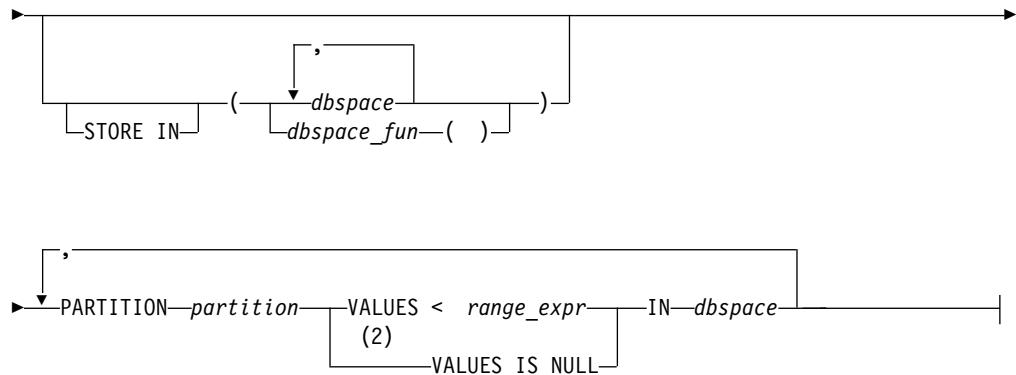 ,
( dbspace )
STORE IN dbspace_fun ( )
,
PARTITION partition VALUES < range_expr IN dbspace
(2)
VALUES IS NULL